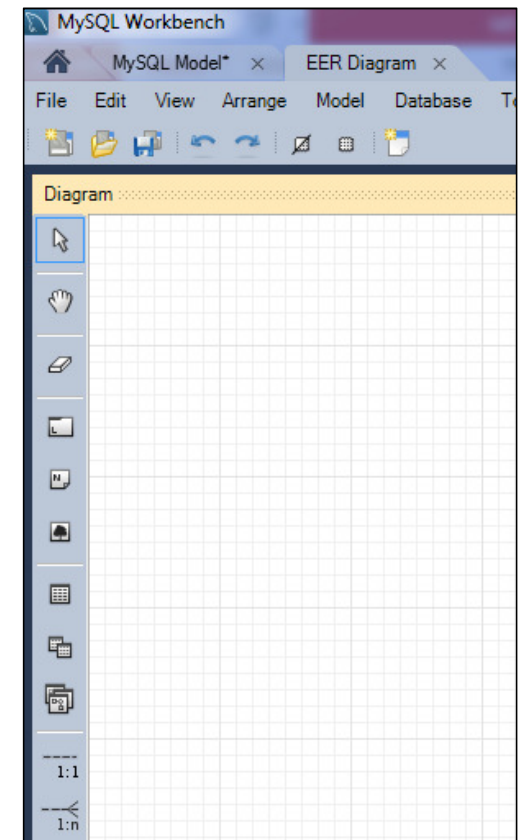 MySQL Workbench
MySQL Model* × EER Diagram ×
File Edit View Arrange Model Database
Diagram
L
N
1:1
1:n